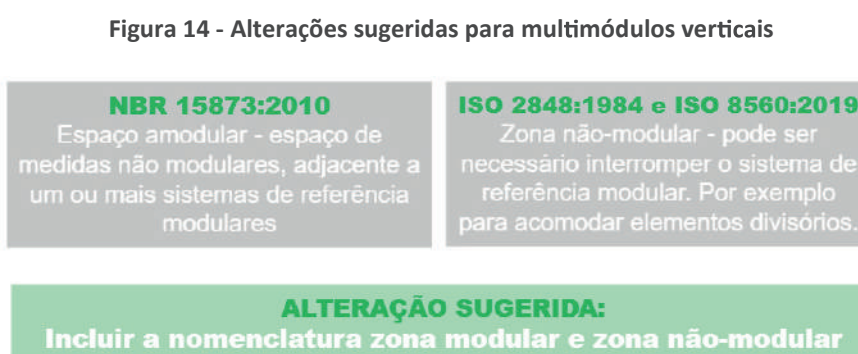 Figura 14 - Alterações sugeridas para multimódulos verticais
NBR 15873:2010
Espaço amodular - espaço de
medidas não modulares, adjacente a
um ou mais sistemas de referência
modulares
ISO 2848:1984 e ISO 8560:2019
Zona não-modular - pode ser
necessário interromper o sistema de
referência modular. Por exemplo
para acomodar elementos divisórios.
ALTERAÇÃO SUGERIDA:
Incluir a nomenclatura zona modular e zona não-modular